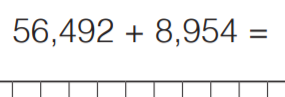 56,492 + 8,954 =